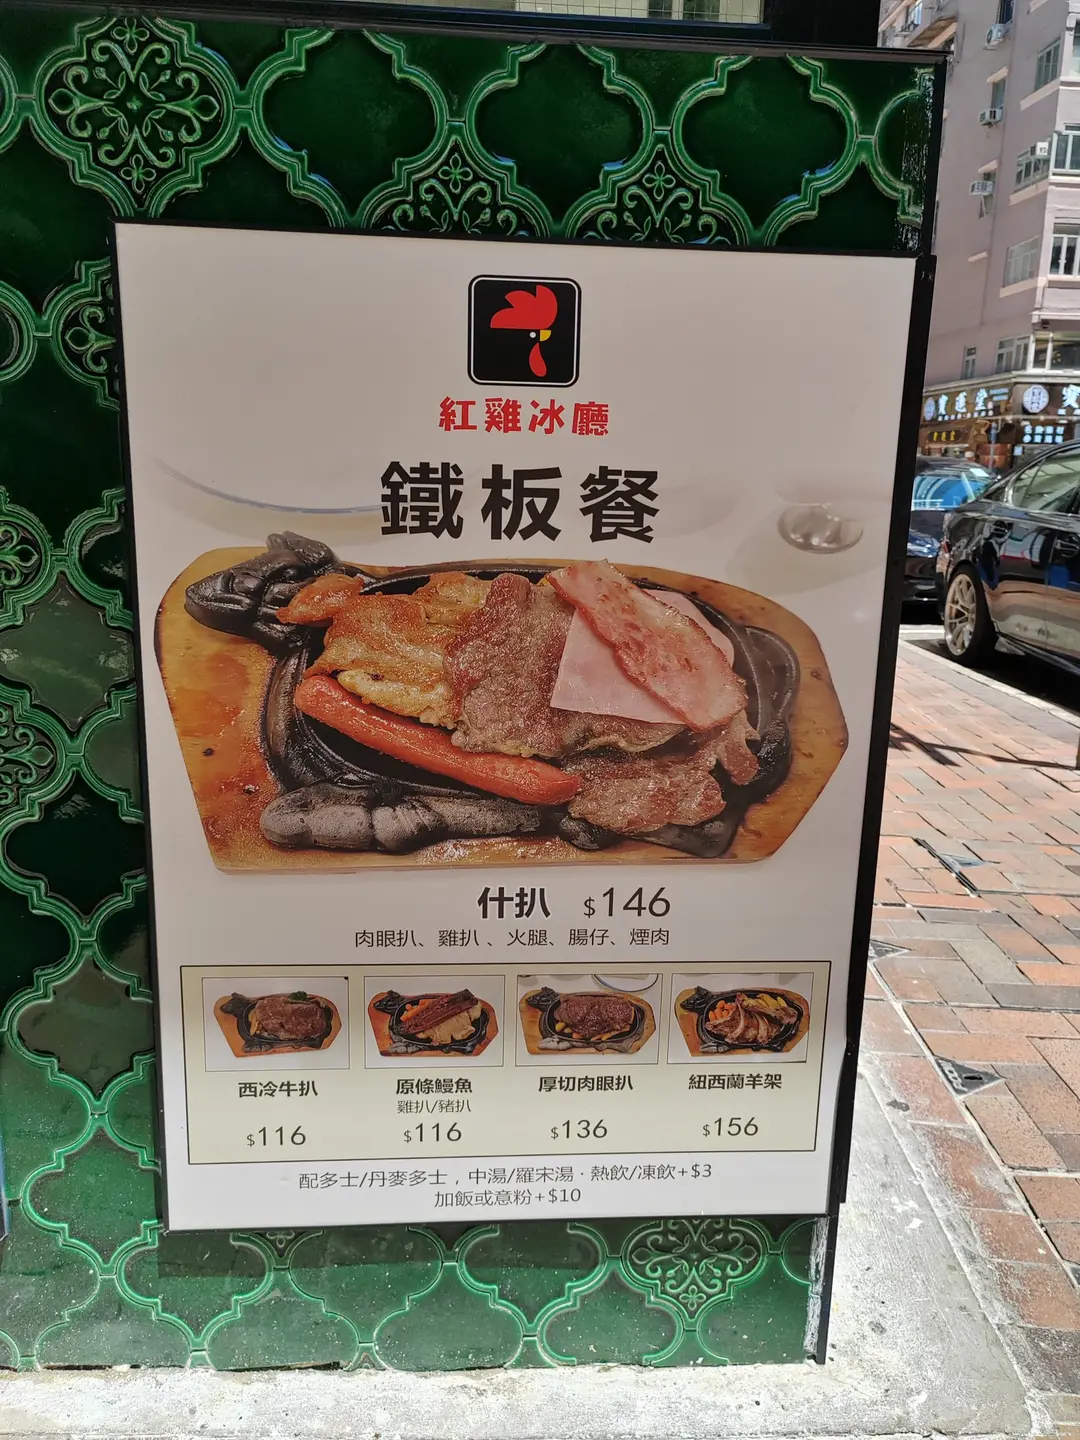 紅雞冰廳
鐵板餐
什扒 $146
肉眼扒、雞扒、火腿、腸仔、煙肉
西冷牛扒
$116
原條鰻魚
雞扒/豬扒
$116
厚切肉眼扒
$136
紐西蘭羊架
$156
配多士/丹麥多士，中湯/羅宋湯·熱飲/凍飲+$3
加飯或意粉+$10